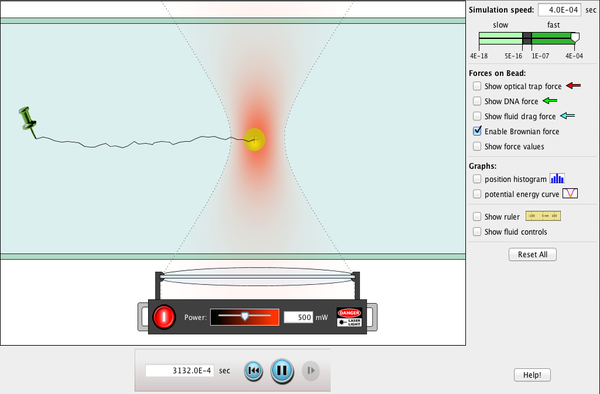 Simulation speed: 4.0E-04 sec
slow fast
4E-18 5E-16 1E-07 4E-04
Forces on Bead:
Show optical trap force
Show DNA force
Show fluid drag force
Enable Brownian force
Show force values
Graphs:
position histogram
potential energy curve
Show ruler
Show fluid controls
Reset All
Power: 500 mW
DANGER
LASER LIGHT
3132.0E-4 sec
Help!